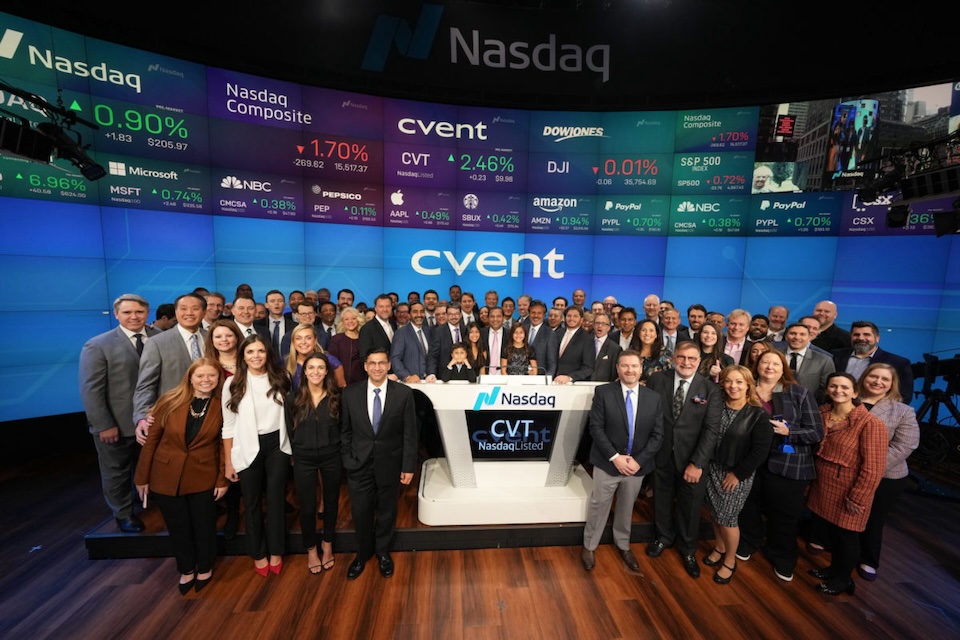 Nasdaq
Nasdaq
Nasdaq
0.90%
+1.83 $205.97
Nasdaq
Composite
1.70%
-269.62 15,517.37
cvent
CVT
NasdaqListed
2.46%
+0.23 $9.98
DOWJONES
DJI
0.01%
-0.06 35,754.69
Nasdaq
Composite
1.70%
S&P 500
INDEX
SP500
0.72%
6.96%
Microsoft
MSFT
0.74%
NBC
CMCSA
0.38%
PEPSICO
PEP
0.11%
AAPL
0.49%
SBUX
0.42%
amazon
AMZN
0.94%
PayPal
PYPL
0.70%
NBC
CMCSA
0.38%
PayPal
PYPL
0.70%
CSX
cvent
Nasdaq
cvent
CVT
NasdaqListed